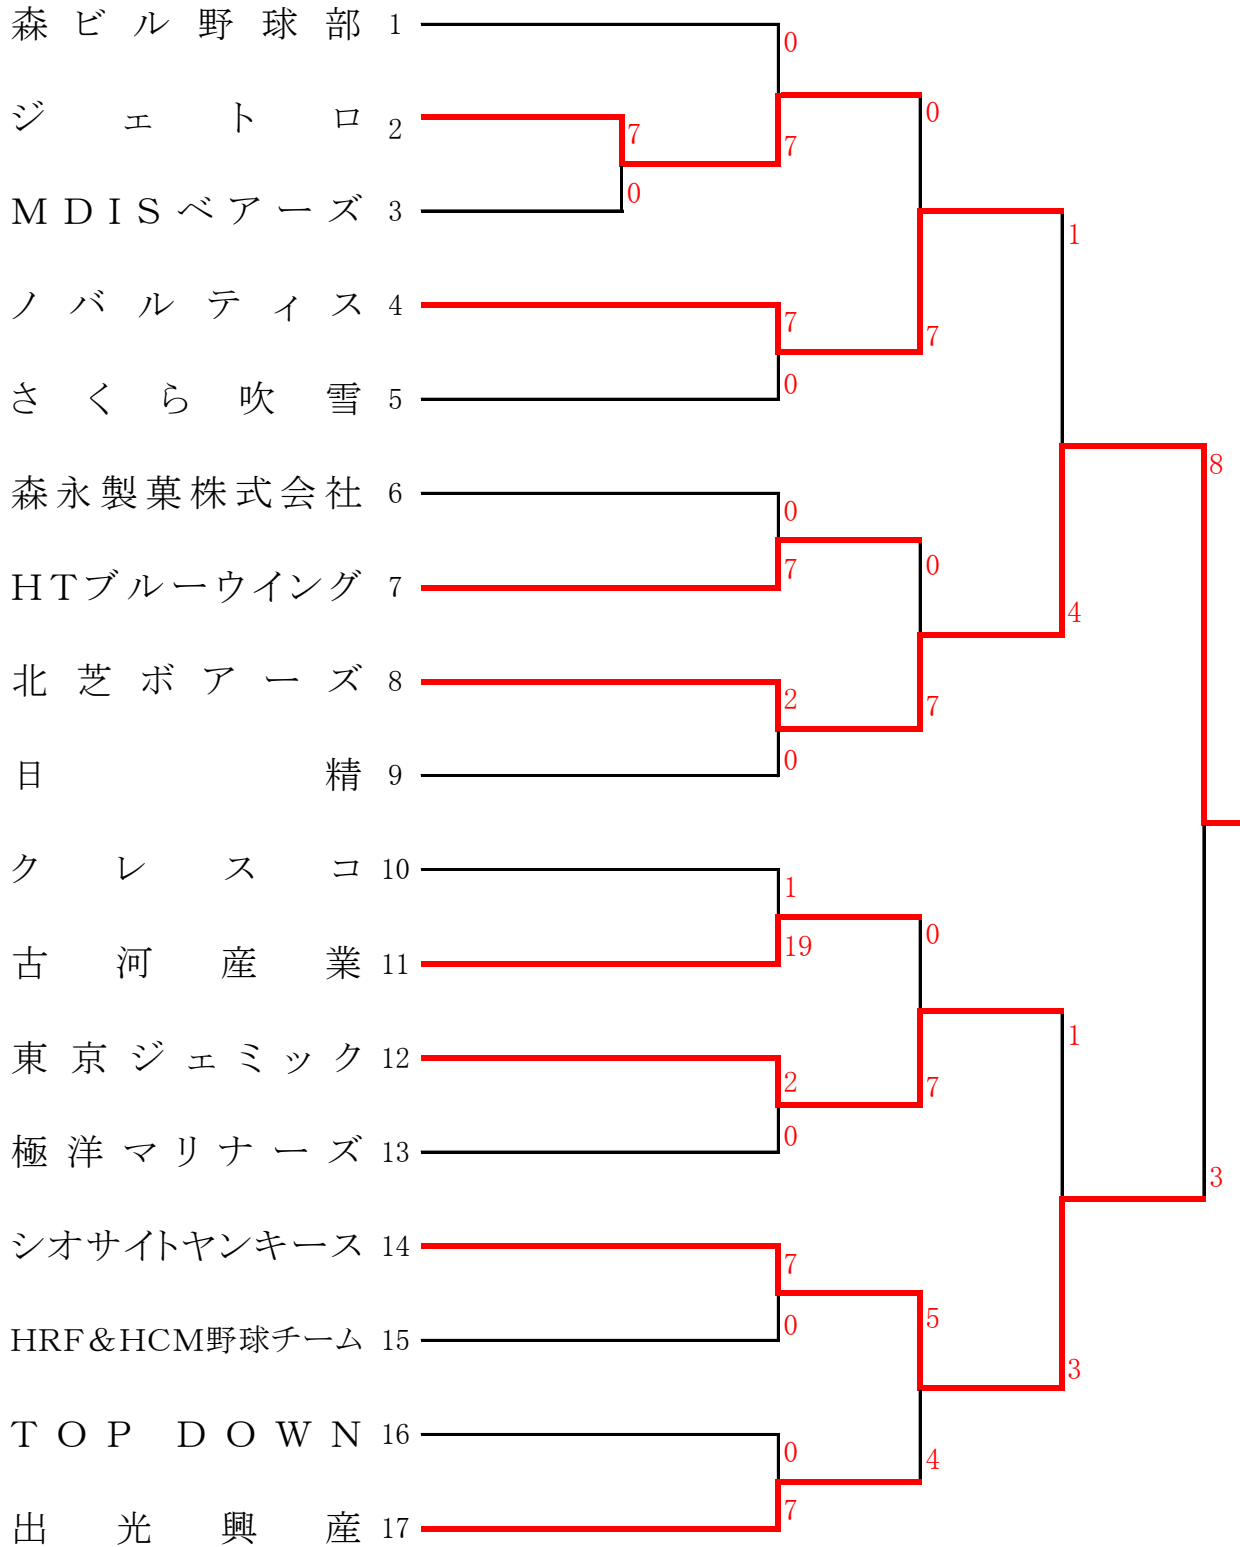 森ビル野球部 1
0
ジェトロ 2
7
7
0
MDISベアーズ 3
0
1
ノバルティス 4
7
7
さくら吹雪 5
0
8
森永製菓株式会社 6
0
HTブルーウイング 7
7
0
4
北芝ボアーズ 8
2
7
日精 9
0
クレスコ 10
1
古河産業 11
19
0
東京ジェミック 12
2
7
1
極洋マリナーズ 13
0
3
シオサイトヤンキース 14
7
HRF&HCM野球チーム 15
0
5
3
TOP DOWN 16
0
4
出光興産 17
7